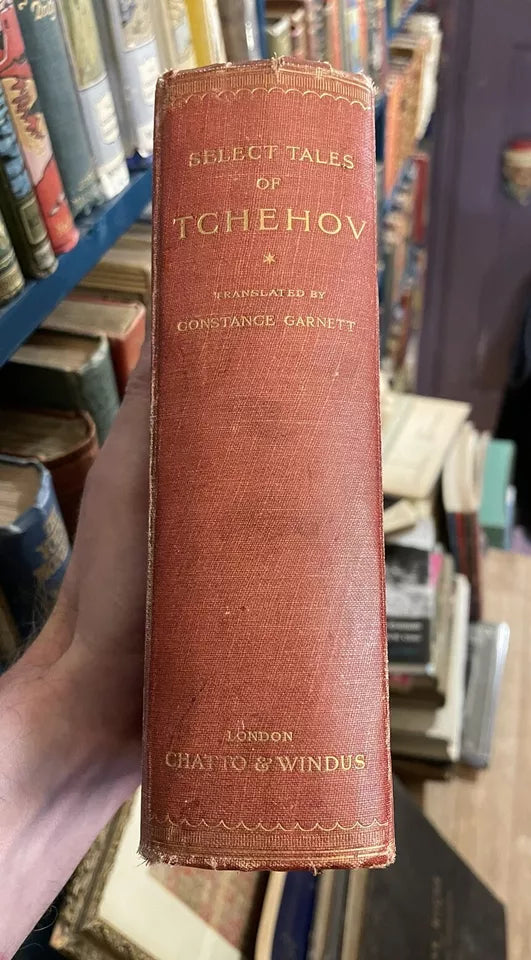 SELECT TALES
OF
TCHEHOV
TRANSLATED BY
CONSTANCE GARNETT
LONDON
CHATTO & WINDUS